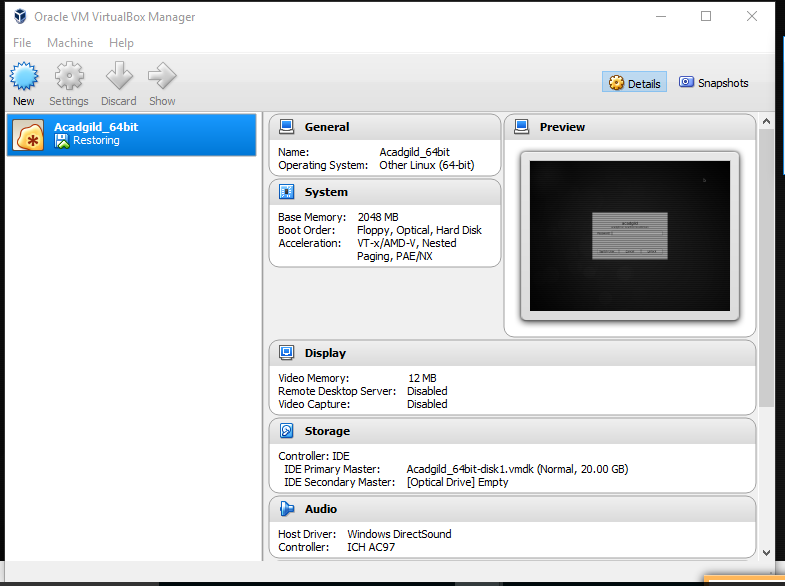 Oracle VM VirtualBox Manager
File Machine Help
New Settings Discard Show
Details Snapshots
Acadgild_64bit
Restoring
General
Name: Acadgild_64bit
Operating System: Other Linux (64-bit)
System
Base Memory: 2048 MB
Boot Order: Floppy, Optical, Hard Disk
Acceleration: VT-x/AMD-V, Nested
Paging, PAE/NX
Preview
acadgild
Display
Video Memory: 12 MB
Remote Desktop Server: Disabled
Video Capture: Disabled
Storage
Controller: IDE
IDE Primary Master: Acadgild_64bit-disk1.vmdk (Normal, 20.00 GB)
IDE Secondary Master: [Optical Drive] Empty
Audio
Host Driver: Windows DirectSound
Controller: ICH AC97